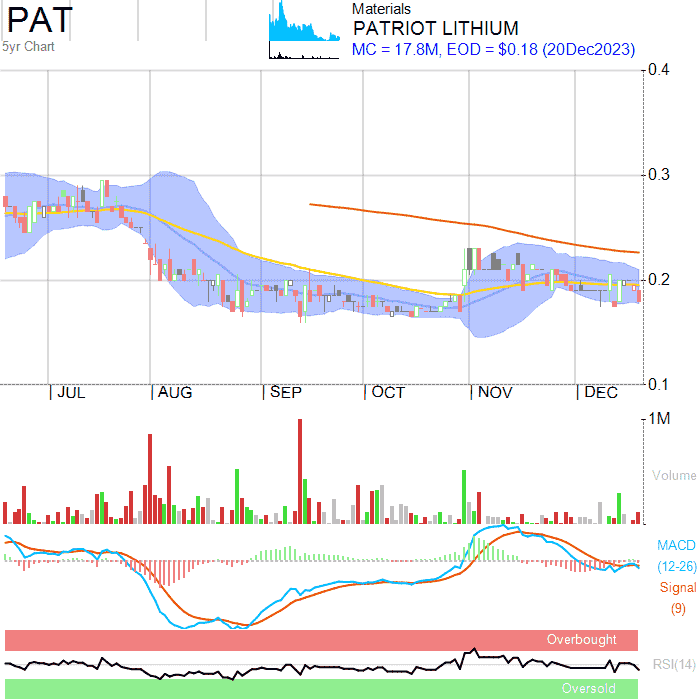 PAT
5yr Chart
Materials
PATRIOT LITHIUM
MC = 17.8M, EOD = $0.18 (20Dec2023)
0.4
0.3
0.2
0.1
JUL
AUG
SEP
OCT
NOV
DEC
1M
Volume
MACD
(12-26)
Signal
(9)
Overbought
RSI(14)
Oversold